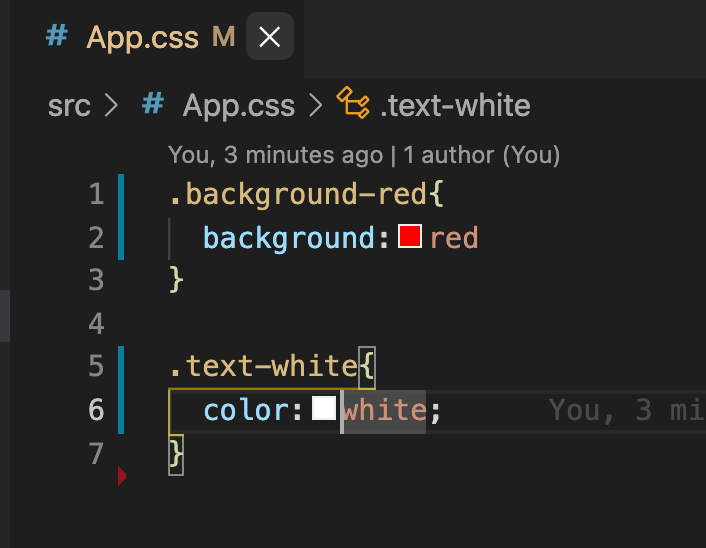 # App.css M
src > # App.css > .text-white
You, 3 minutes ago | 1 author (You)
1 .background-red{
2 background:red
3 }
4
5 .text-white{
6 color:white; You, 3 mi
7 }